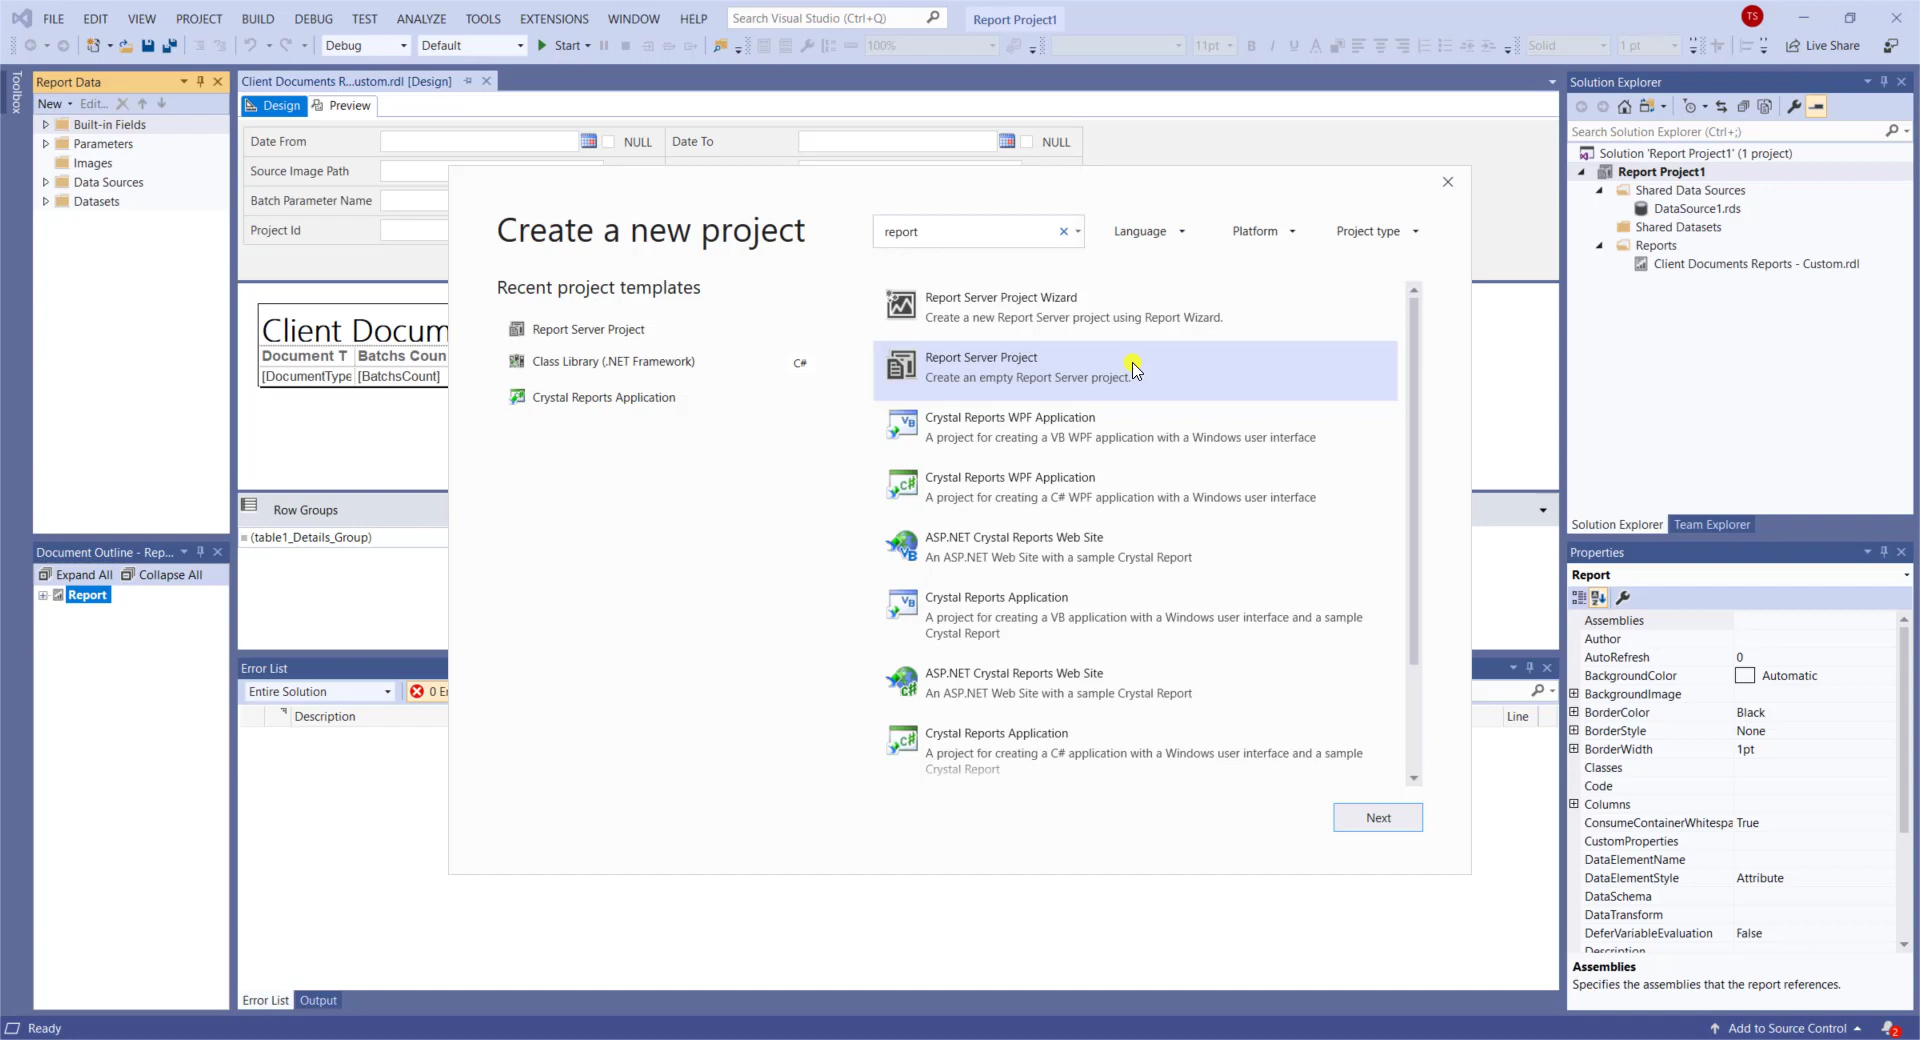 FILE EDIT VIEW PROJECT BUILD DEBUG TEST ANALYZE TOOLS EXTENSIONS WINDOW HELP Search Visual Studio (Ctrl+Q) Report Project1 TS
Debug Default Start 100% 11pt B I U A Solid 1 pt Live Share
Toolbox
Report Data
New Edit...
Built-in Fields
Parameters
Images
Data Sources
Datasets
Document Outline - Rep...
Expand All Collapse All
Report
Client Documents R...ustom.rdl [Design]
Design Preview
Date From NULL Date To NULL
Source Image Path
Batch Parameter Name
Project Id
Client Docum
Document T Batchs Coun
[DocumentType [BatchsCount]
Row Groups
(table1_Details_Group)
Error List
Entire Solution 0 Er
Description Line
Error List Output
Create a new project
report
Language Platform Project type
Recent project templates
Report Server Project
Class Library (.NET Framework) C#
Crystal Reports Application
Report Server Project Wizard
Create a new Report Server project using Report Wizard.
Report Server Project
Create an empty Report Server project.
VB
Crystal Reports WPF Application
A project for creating a VB WPF application with a Windows user interface
C#
Crystal Reports WPF Application
A project for creating a C# WPF application with a Windows user interface
VB
ASP.NET Crystal Reports Web Site
An ASP.NET Web Site with a sample Crystal Report
VB
Crystal Reports Application
A project for creating a VB application with a Windows user interface and a sample
Crystal Report
C#
ASP.NET Crystal Reports Web Site
An ASP.NET Web Site with a sample Crystal Report
C#
Crystal Reports Application
A project for creating a C# application with a Windows user interface and a sample
Crystal Report
Next
Solution Explorer
Search Solution Explorer (Ctrl+;)
Solution 'Report Project1' (1 project)
Report Project1
Shared Data Sources
DataSource1.rds
Shared Datasets
Reports
Client Documents Reports - Custom.rdl
Solution Explorer Team Explorer
Properties
Report
Assemblies
Author
AutoRefresh 0
BackgroundColor Automatic
BackgroundImage
BorderColor Black
BorderStyle None
BorderWidth 1pt
Classes
Code
Columns
ConsumeContainerWhitespa True
CustomProperties
DataElementName
DataElementStyle Attribute
DataSchema
DataTransform
DeferVariableEvaluation False
Description
Assemblies
Specifies the assemblies that the report references.
Ready Add to Source Control 2